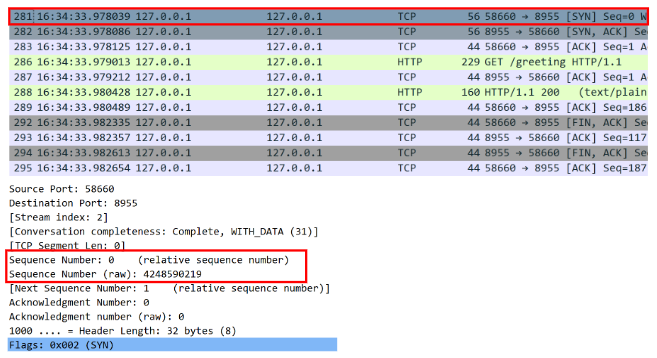 281 16:34:33.978039 127.0.0.1 127.0.0.1 TCP 56 58660 → 8955 [SYN] Seq=0 W
282 16:34:33.978086 127.0.0.1 127.0.0.1 TCP 56 8955 → 58660 [SYN, ACK] Se
283 16:34:33.978125 127.0.0.1 127.0.0.1 TCP 44 58660 → 8955 [ACK] Seq=1 A
286 16:34:33.979013 127.0.0.1 127.0.0.1 HTTP 229 GET /greeting HTTP/1.1
287 16:34:33.979212 127.0.0.1 127.0.0.1 TCP 44 8955 → 58660 [ACK] Seq=1 A
288 16:34:33.980428 127.0.0.1 127.0.0.1 HTTP 160 HTTP/1.1 200 (text/plain
289 16:34:33.980489 127.0.0.1 127.0.0.1 TCP 44 58660 → 8955 [ACK] Seq=186
292 16:34:33.982335 127.0.0.1 127.0.0.1 TCP 44 8955 → 58660 [FIN, ACK] Se
293 16:34:33.982357 127.0.0.1 127.0.0.1 TCP 44 58660 → 8955 [ACK] Seq=117
294 16:34:33.982613 127.0.0.1 127.0.0.1 TCP 44 58660 → 8955 [FIN, ACK] Se
295 16:34:33.982654 127.0.0.1 127.0.0.1 TCP 44 8955 → 58660 [ACK] Seq=187
Source Port: 58660
Destination Port: 8955
[Stream index: 2]
[Conversation completeness: Complete, WITH_DATA (31)]
[TCP Segment Len: 0]
Sequence Number: 0 (relative sequence number)
Sequence Number (raw): 4248590219
[Next Sequence Number: 1 (relative sequence number)]
Acknowledgment Number: 0
Acknowledgment number (raw): 0
1000 .... = Header Length: 32 bytes (8)
Flags: 0x002 (SYN)